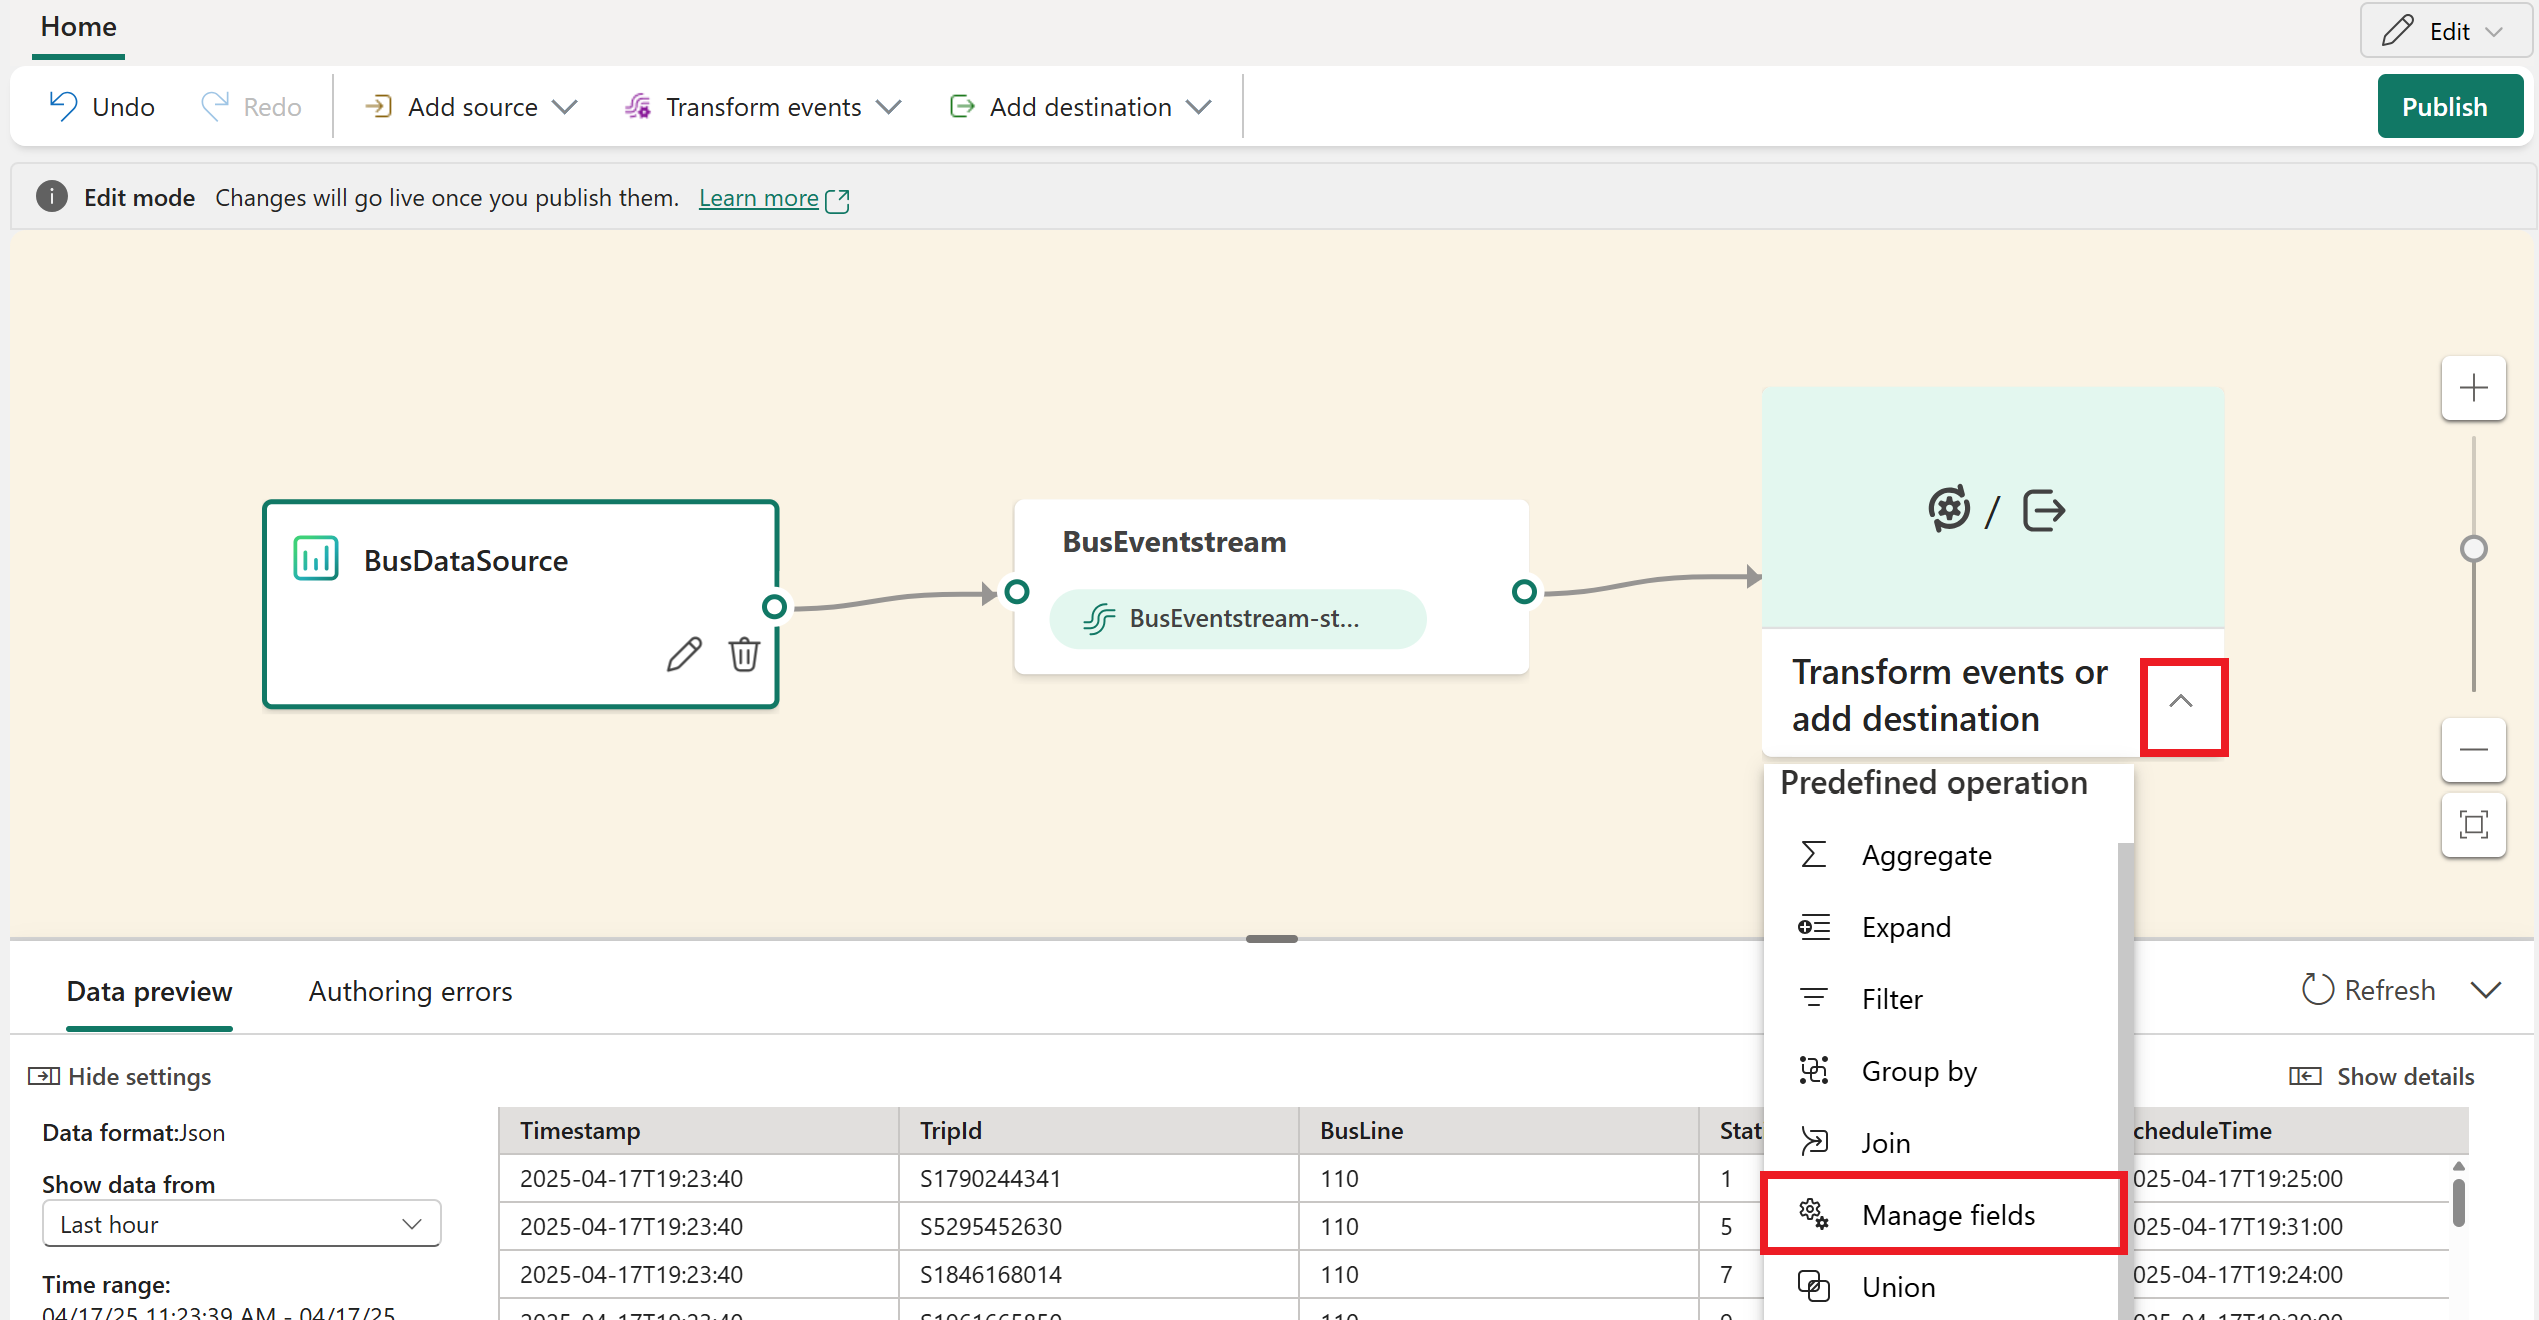 Home
Edit
Undo
Redo
Add source
Transform events
Add destination
Publish
Edit mode Changes will go live once you publish them. Learn more
BusDataSource
BusEventstream
BusEventstream-st...
/
Transform events or
add destination
Predefined operation
Aggregate
Expand
Filter
Group by
Join
Manage fields
Union
Data preview
Authoring errors
Refresh
Hide settings
Show details
Data format:Json
Show data from
Last hour
Time range:
04/17/25 11:23:39 AM - 04/17/25
Timestamp TripId BusLine Stat cheduleTime
2025-04-17T19:23:40 S1790244341 110 1 025-04-17T19:25:00
2025-04-17T19:23:40 S5295452630 110 5 025-04-17T19:31:00
2025-04-17T19:23:40 S1846168014 110 7 025-04-17T19:24:00